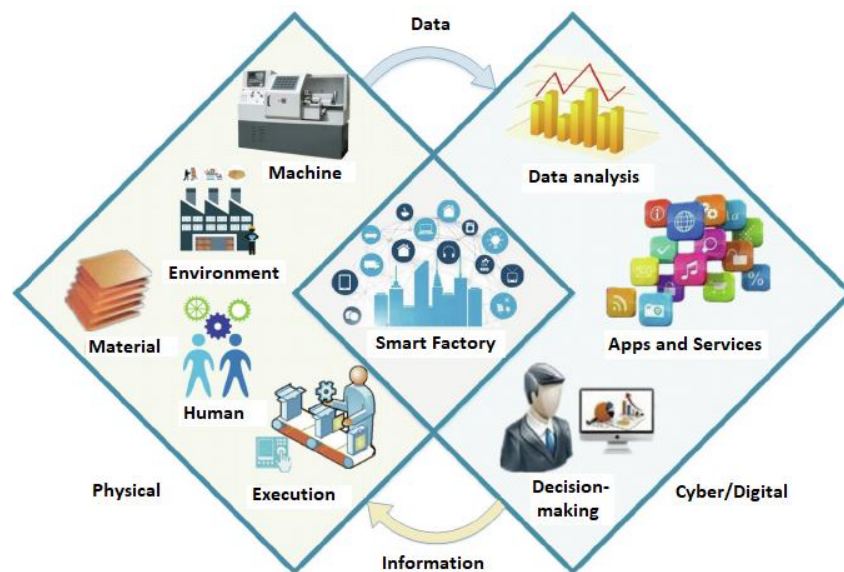 Data
Machine
Data analysis
Environment
Material
Smart Factory
Apps and Services
Human
Execution
Decision-
making
Physical
Cyber/Digital
Information